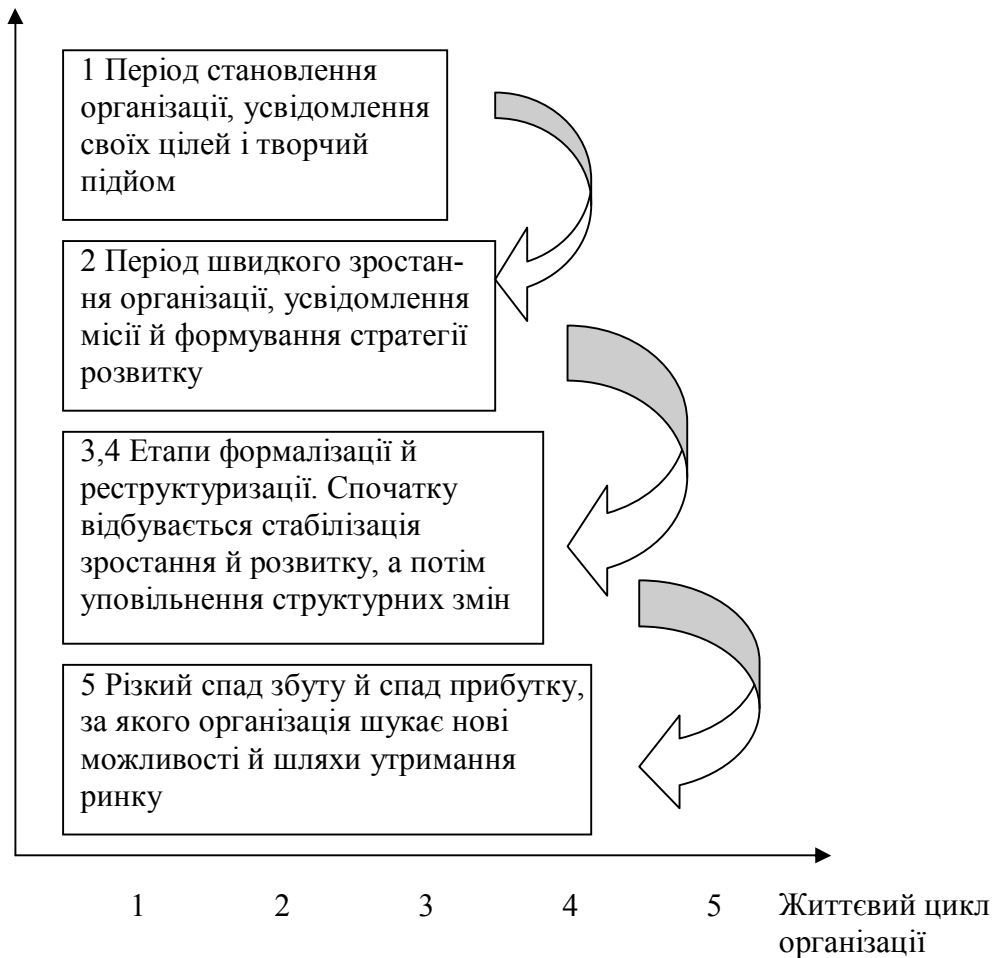 1 Період становлення
організації, усвідомлення
своїх цілей і творчий
підйом
2 Період швидкого зростан-
ня організації, усвідомлення
місії й формування стратегії
розвитку
3,4 Етапи формалізації й
реструктуризації. Спочатку
відбувається стабілізація
зростання й розвитку, а потім
уповільнення структурних змін
5 Різкий спад збуту й спад прибутку,
за якого організація шукає нові
можливості й шляхи утримання
ринку
1 2 3 4 5 Життєвий цикл
організації